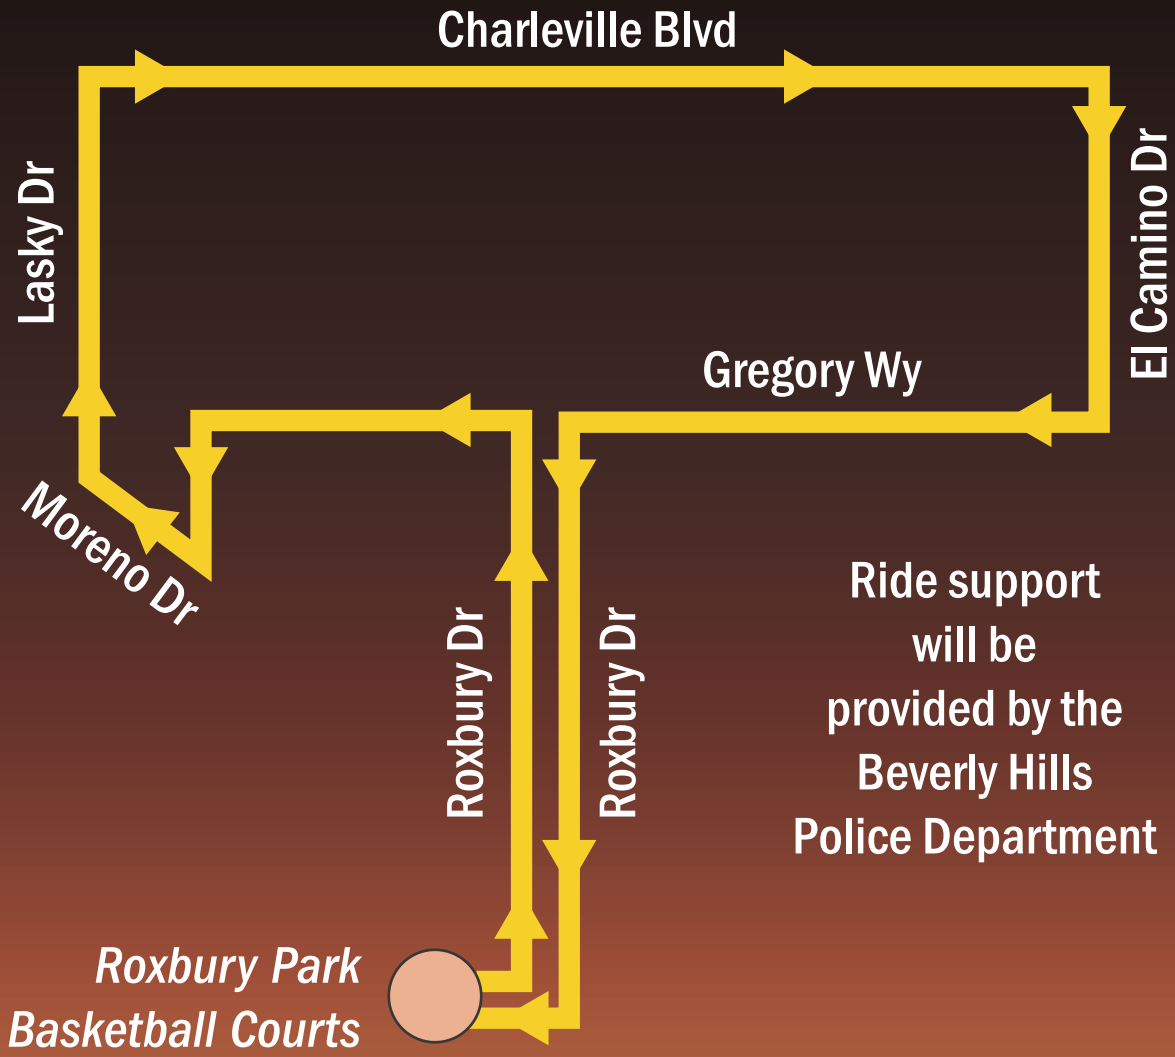 Charleville Blvd
Lasky Dr
El Camino Dr
Gregory Wy
Moreno Dr
Roxbury Dr
Roxbury Dr
Ride support
will be
provided by the
Beverly Hills
Police Department
Roxbury Park
Basketball Courts